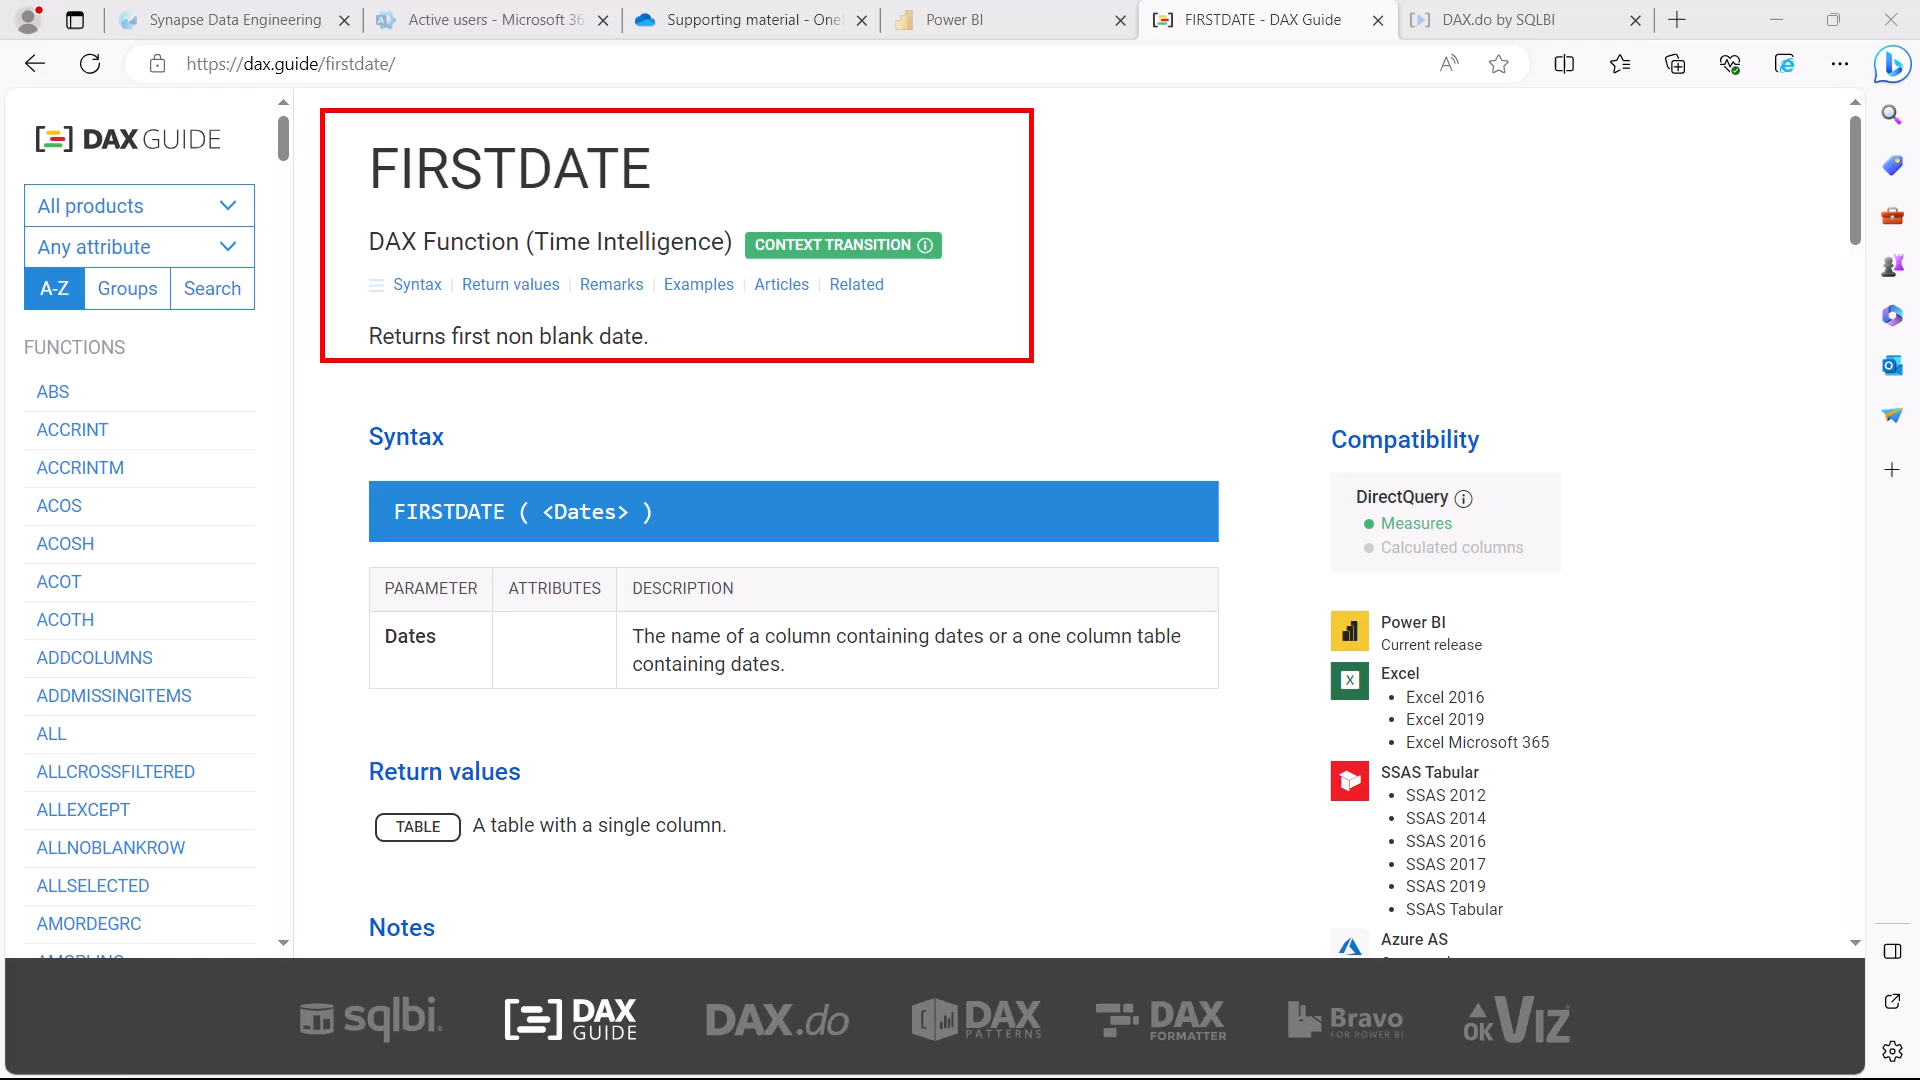 Synapse Data Engineering
Active users - Microsoft 36
Supporting material - One
Power BI
FIRSTDATE - DAX Guide
DAX.do by SQLBI
https://dax.guide/firstdate/
DAX GUIDE
All products
Any attribute
A-Z Groups Search
FUNCTIONS
ABS
ACCRINT
ACCRINTM
ACOS
ACOSH
ACOT
ACOTH
ADDCOLUMNS
ADDMISSINGITEMS
ALL
ALLCROSSFILTERED
ALLEXCEPT
ALLNOBLANKROW
ALLSELECTED
AMORDEGRC
FIRSTDATE
DAX Function (Time Intelligence) CONTEXT TRANSITION
Syntax | Return values | Remarks | Examples | Articles | Related
Returns first non blank date.
Syntax
FIRSTDATE ( <Dates> )
PARAMETER ATTRIBUTES DESCRIPTION
Dates The name of a column containing dates or a one column table
containing dates.
Return values
TABLE A table with a single column.
Notes
Compatibility
DirectQuery
Measures
Calculated columns
Power BI
Current release
Excel
• Excel 2016
• Excel 2019
• Excel Microsoft 365
SSAS Tabular
• SSAS 2012
• SSAS 2014
• SSAS 2016
• SSAS 2017
• SSAS 2019
• SSAS Tabular
Azure AS
sqlbi.
DAX GUIDE
DAX.do
DAX PATTERNS
DAX FORMATTER
Bravo FOR POWER BI
OK VIZ